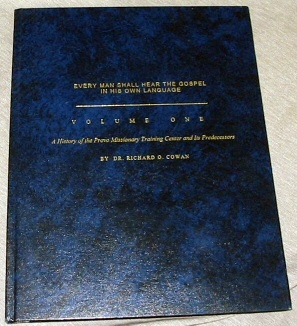 EVERY MAN SHALL HEAR THE GOSPEL
IN HIS OWN LANGUAGE
VOLUME ONE
A History of the Provo Missionary Training Center and Its Predecessors
BY DR. RICHARD O. COWAN